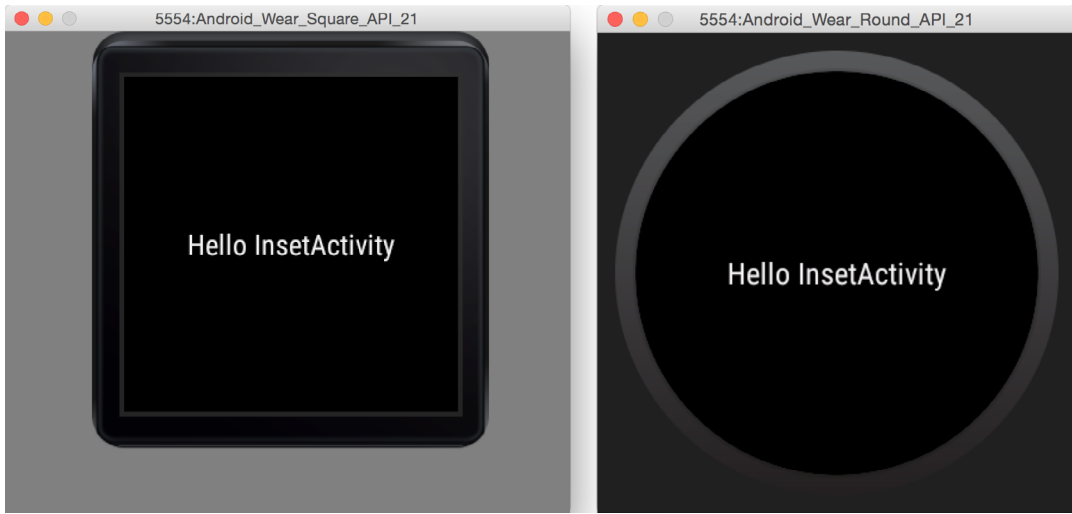 5554:Android_Wear_Square_API_21
Hello InsetActivity
5554:Android_Wear_Round_API_21
Hello InsetActivity